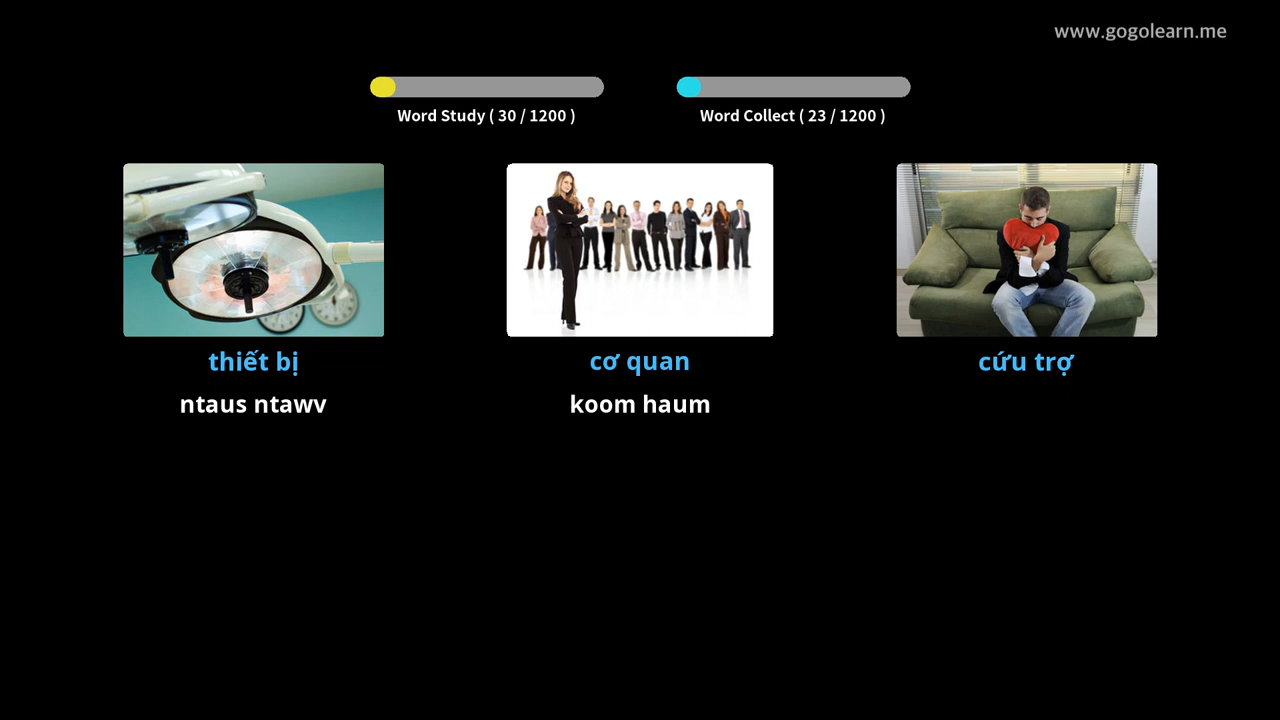 www.gogolearn.me
Word Study ( 30 / 1200 )
Word Collect ( 23 / 1200 )
thiết bị
cơ quan
cứu trợ
ntaus ntawv
koom haum